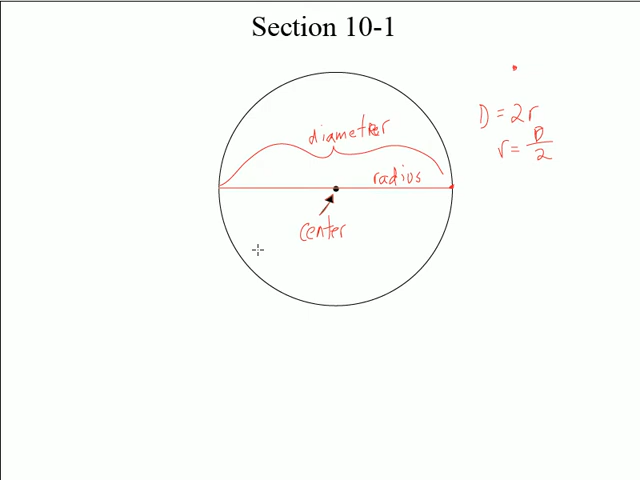 Section 10-1
diameter
D = 2r
r = D/2
radius
center